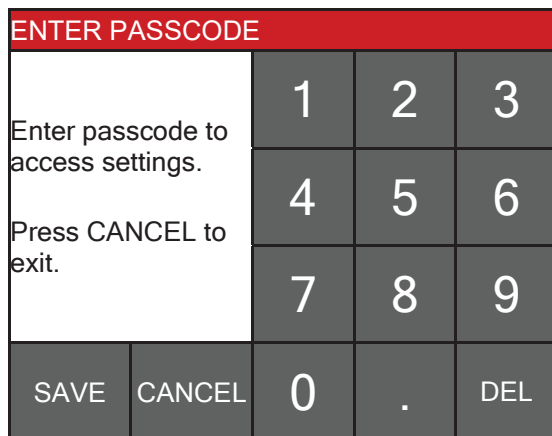 ENTER PASSCODE
Enter passcode to
access settings.
Press CANCEL to
exit.
1 2 3
4 5 6
7 8 9
SAVE CANCEL 0 . DEL